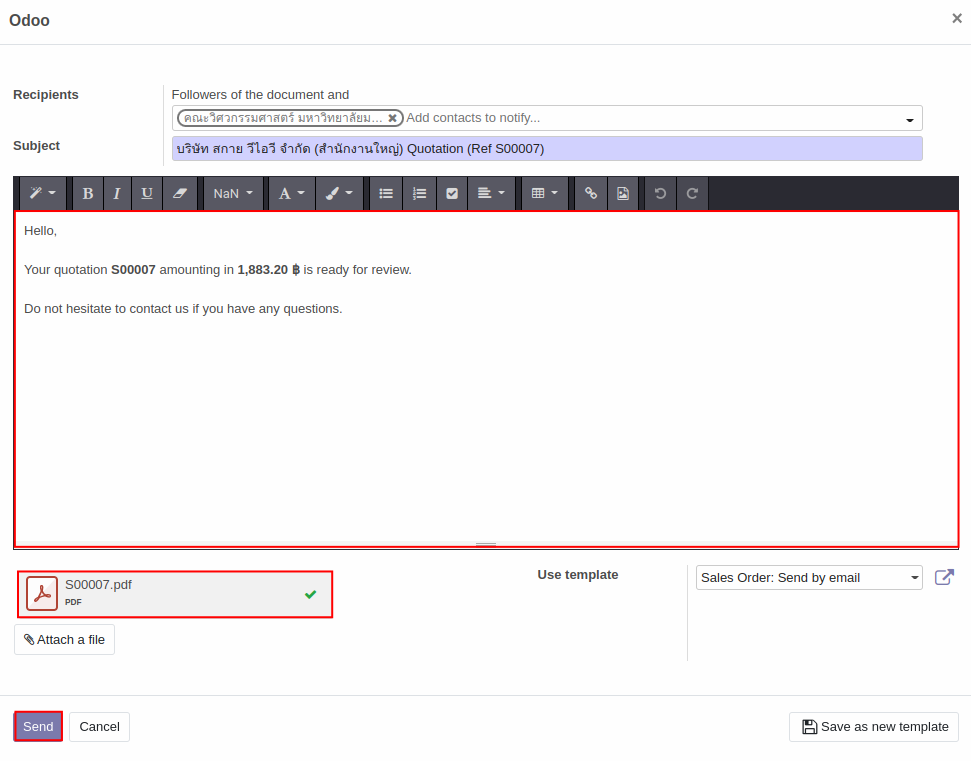 Odoo
×
Recipients
Followers of the document and
คณะวิศวกรรมศาสตร์ มหาวิทยาลัยม... ✖ Add contacts to notify...
Subject
บริษัท สกาย วีไอวี จำกัด (สำนักงานใหญ่) Quotation (Ref S00007)
B I U NaN A
Hello,
Your quotation S00007 amounting in 1,883.20 ฿ is ready for review.
Do not hesitate to contact us if you have any questions.
S00007.pdf
PDF
Use template
Sales Order: Send by email
Attach a file
Send
Cancel
Save as new template